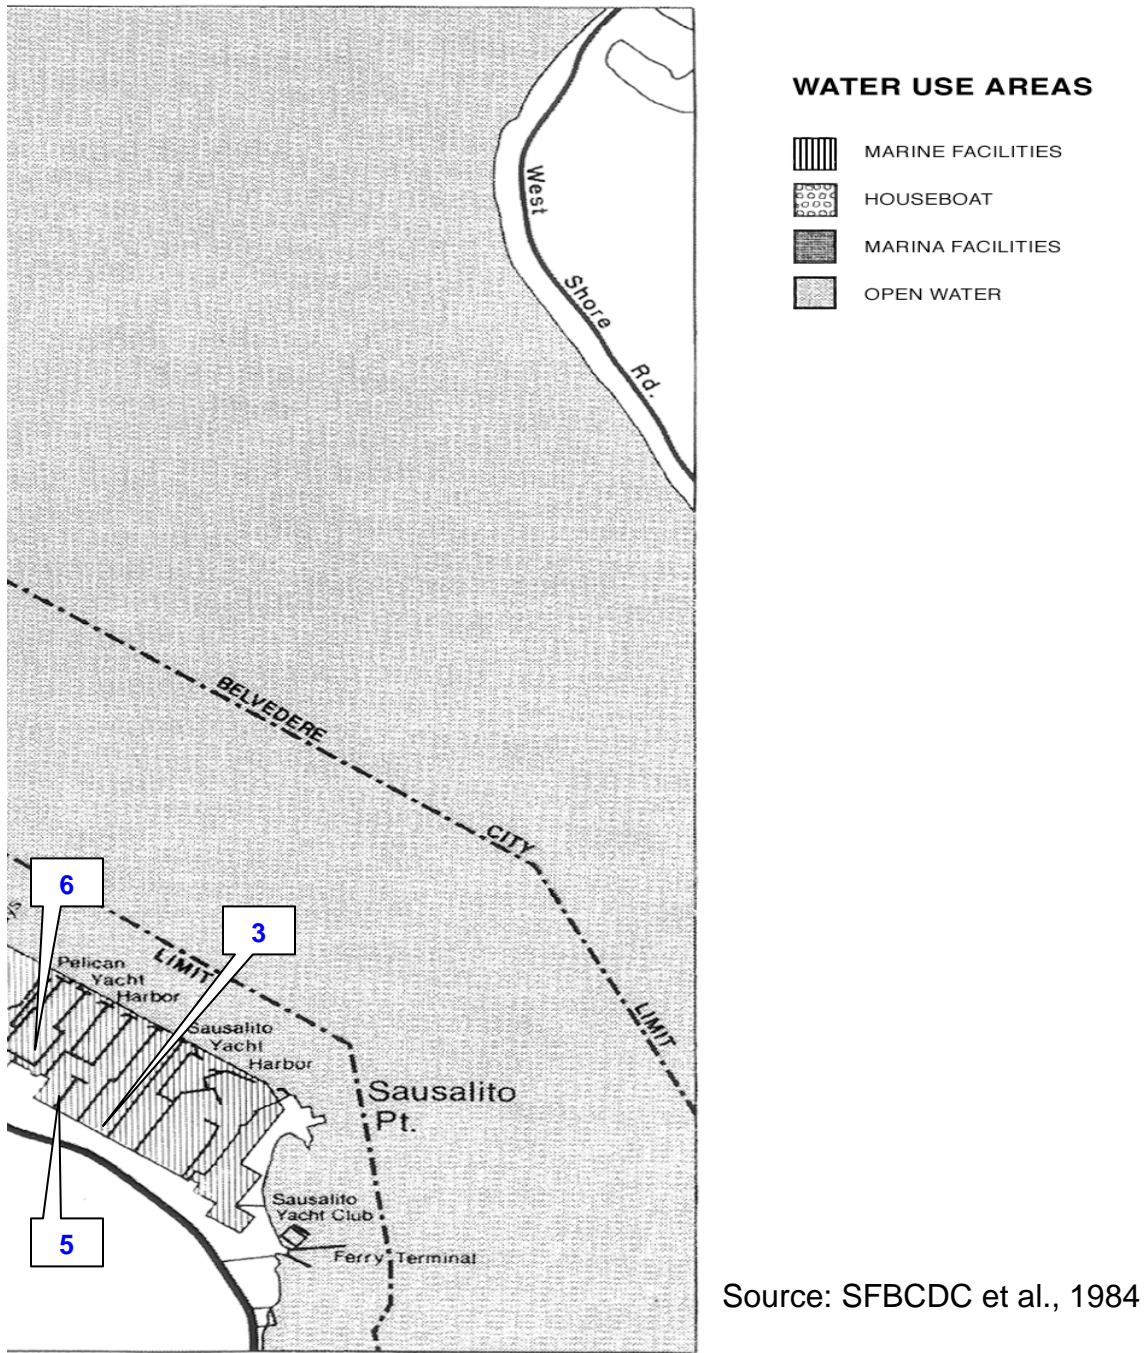 WATER USE AREAS
MARINE FACILITIES
HOUSEBOAT
MARINA FACILITIES
OPEN WATER
West
Shore
Rd.
BELVEDERE
CITY
LIMIT
6
3
LIMIT
Pelican
Yacht
Harbor
Sausalito
Yacht
Harbor
Sausalito
Pt.
5
Sausalito
Yacht Club
Ferry Terminal
Source: SFBCDC et al., 1984